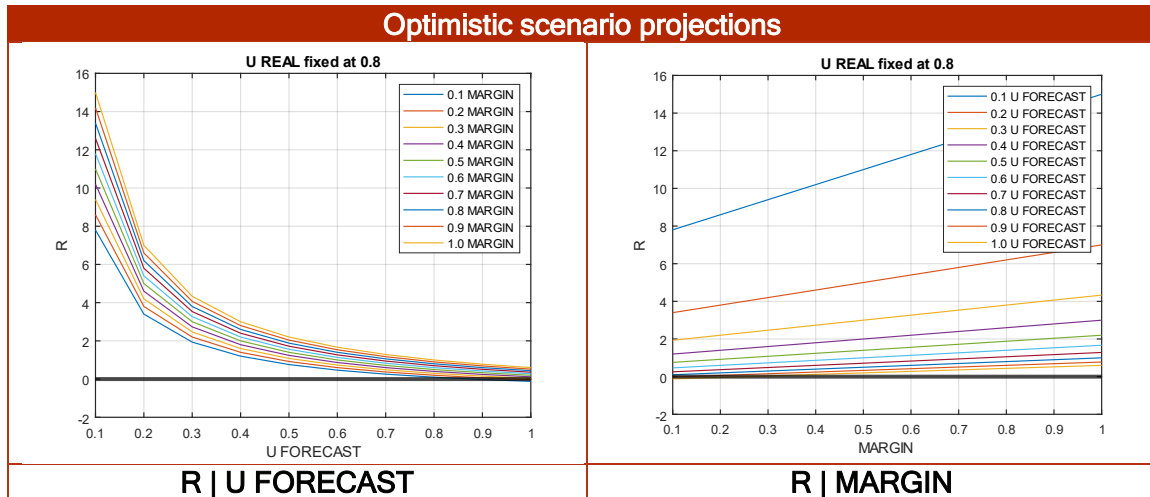 Optimistic scenario projections
U REAL fixed at 0.8
16
14
12
10
8
6
4
2
0
-2
R
0.1 0.2 0.3 0.4 0.5 0.6 0.7 0.8 0.9 1
U FORECAST
0.1 MARGIN
0.2 MARGIN
0.3 MARGIN
0.4 MARGIN
0.5 MARGIN
0.6 MARGIN
0.7 MARGIN
0.8 MARGIN
0.9 MARGIN
1.0 MARGIN
R | U FORECAST
U REAL fixed at 0.8
16
14
12
10
8
6
4
2
0
-2
R
0.1 0.2 0.3 0.4 0.5 0.6 0.7 0.8 0.9 1
MARGIN
0.1 U FORECAST
0.2 U FORECAST
0.3 U FORECAST
0.4 U FORECAST
0.5 U FORECAST
0.6 U FORECAST
0.7 U FORECAST
0.8 U FORECAST
0.9 U FORECAST
1.0 U FORECAST
R | MARGIN